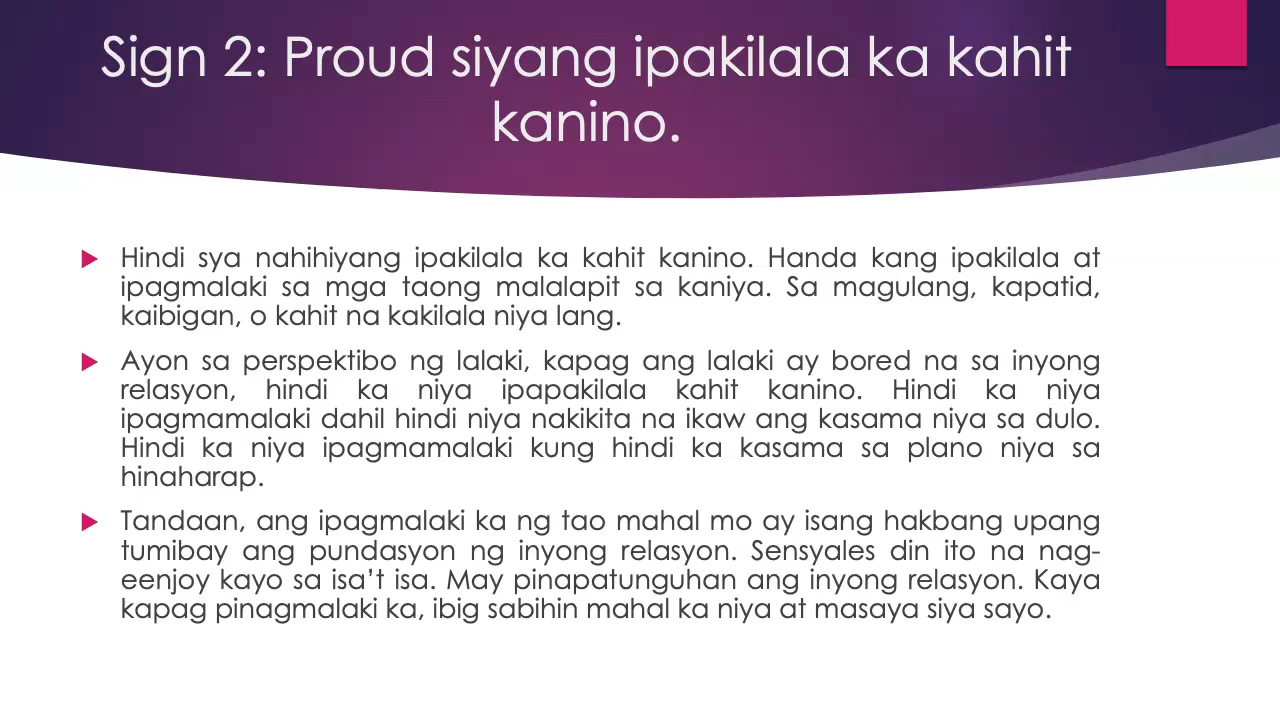 Sign 2: Proud siyang ipakilala ka kahit
kanino.
Hindi sya nahihiyang ipakilala ka kahit kanino. Handa kang ipakilala at
ipagmalaki sa mga taong malalapit sa kaniya. Sa magulang, kapatid,
kaibigan, o kahit na kakilala niya lang.
Ayon sa perspektibo ng lalaki, kapag ang lalaki ay bored na sa inyong
relasyon, hindi ka niya ipapakilala kahit kanino. Hindi ka niya
ipagmamalaki dahil hindi niya nakikita na ikaw ang kasama niya sa dulo.
Hindi ka niya ipagmamalaki kung hindi ka kasama sa plano niya sa
hinaharap.
Tandaan, ang ipagmalaki ka ng tao mahal mo ay isang hakbang upang
tumibay ang pundasyon ng inyong relasyon. Sensyales din ito na nag-
eenjoy kayo sa isa’t isa. May pinapatunguhan ang inyong relasyon. Kaya
kapag pinagmalaki ka, ibig sabihin mahal ka niya at masaya siya sayo.